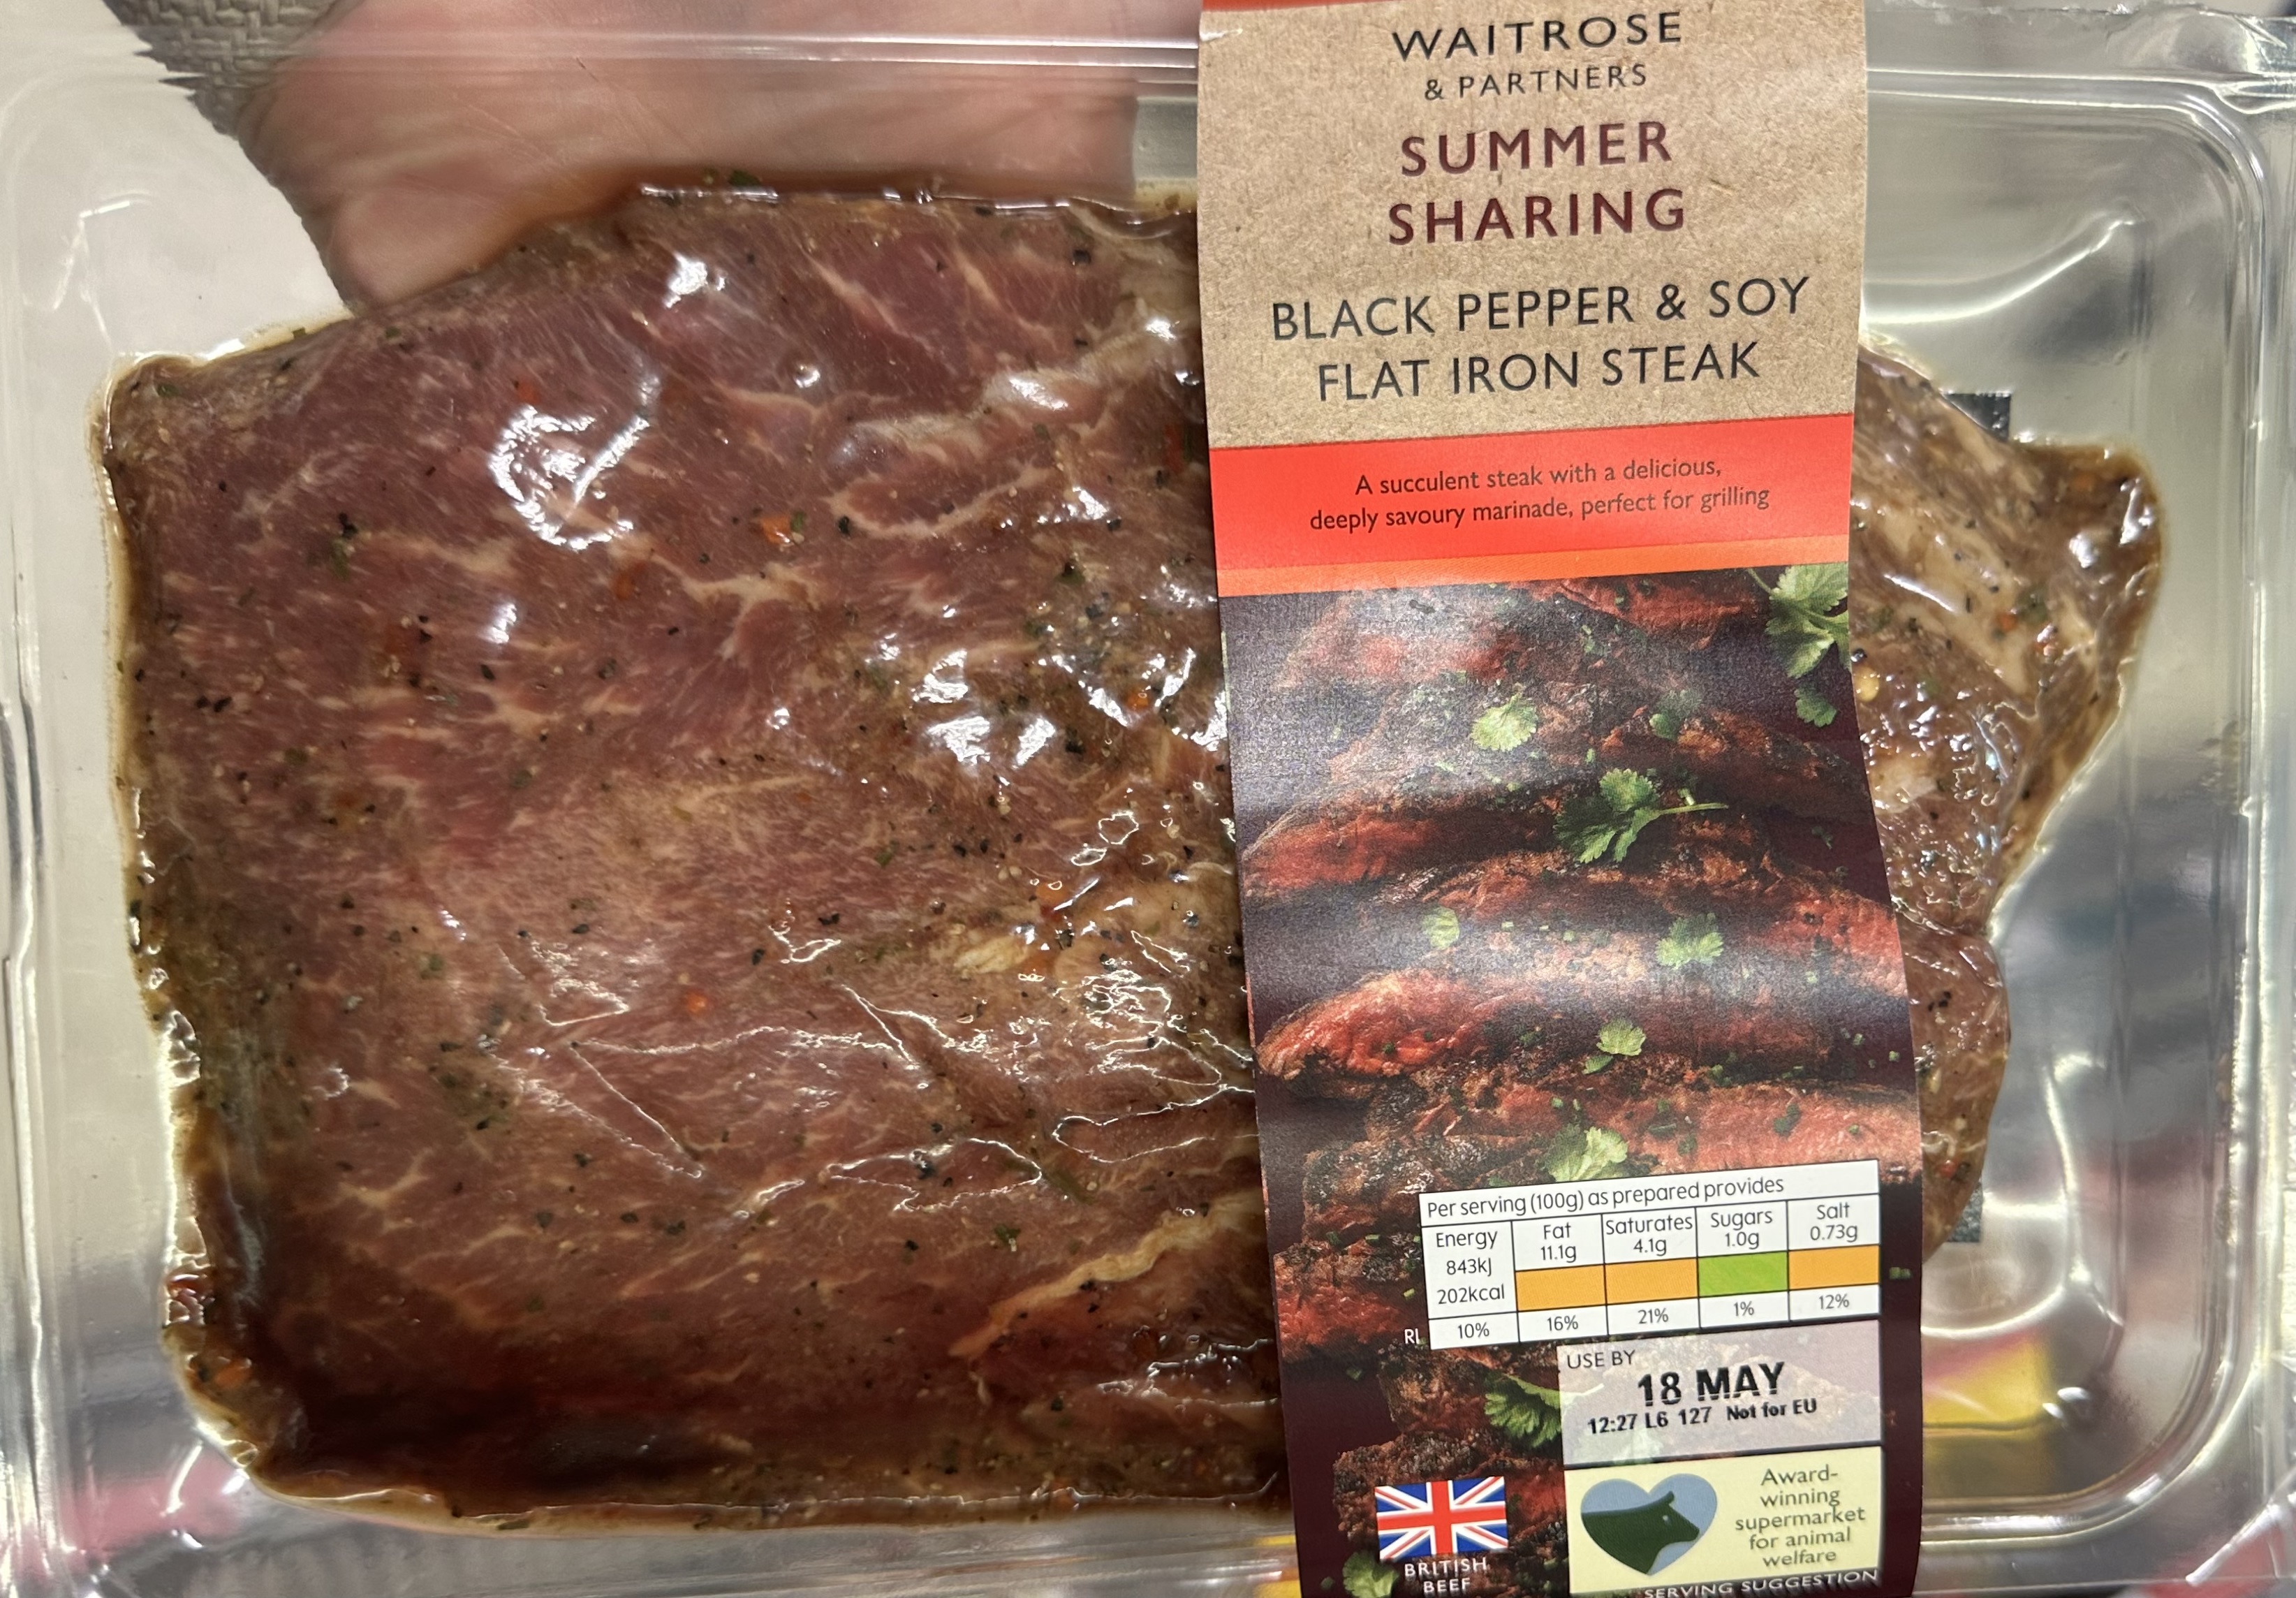 WAITROSE
& PARTNERS
SUMMER
SHARING
BLACK PEPPER & SOY
FLAT IRON STEAK
A succulent steak with a delicious,
deeply savoury marinade, perfect for grilling
Per serving (100g) as prepared provides
Energy Fat Saturates Sugars Salt
843kJ 11.1g 4.1g 1.0g 0.73g
202kcal
RI 10% 16% 21% 1% 12%
USE BY
18 MAY
12:27 L6 127 Not for EU
BRITISH
BEEF
Award-
winning
supermarket
for animal
welfare
SERVING SUGGESTION